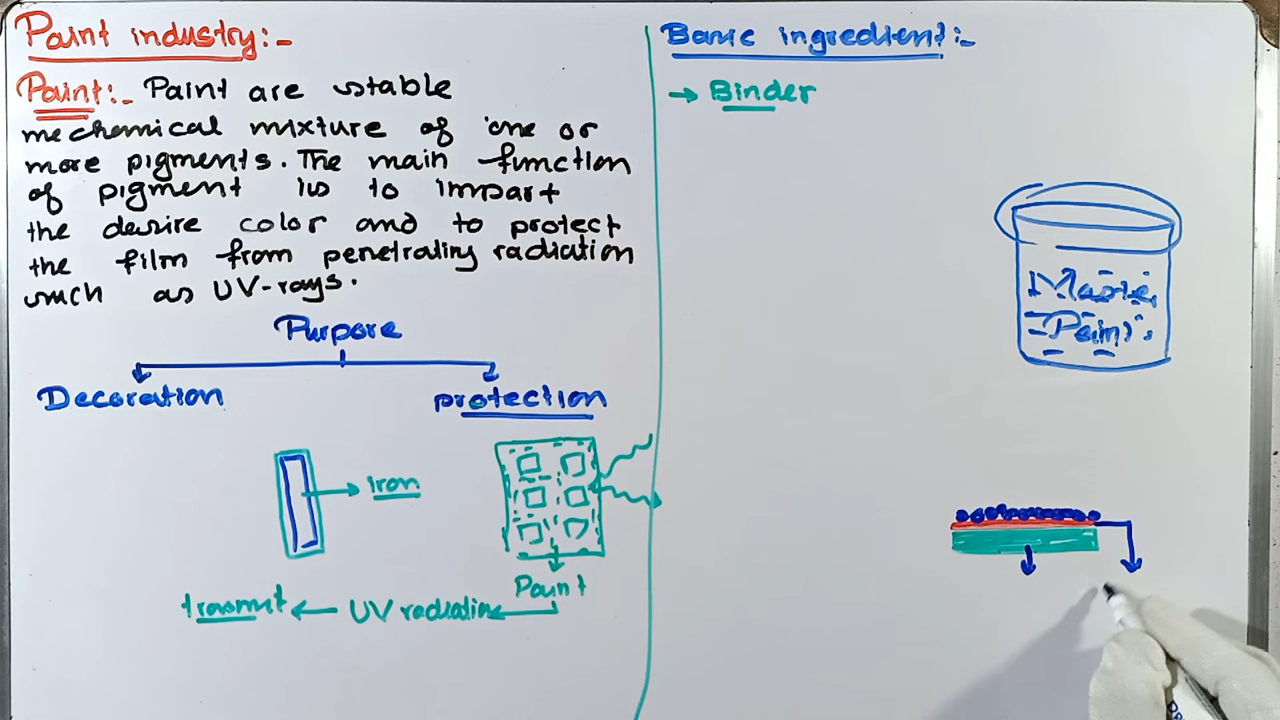 Paint industry:-
Paint:- Paint are stable
mechanical mixture of one or
more pigments. The main function
of pigment is to impart
the desire color and to protect
the film from penetrating radiation
such as UV-rays.
Purpose
Decoration
protection
iron
Paint
UV radiation
transmit
Basic ingredient:-
→ Binder
Master
Paints